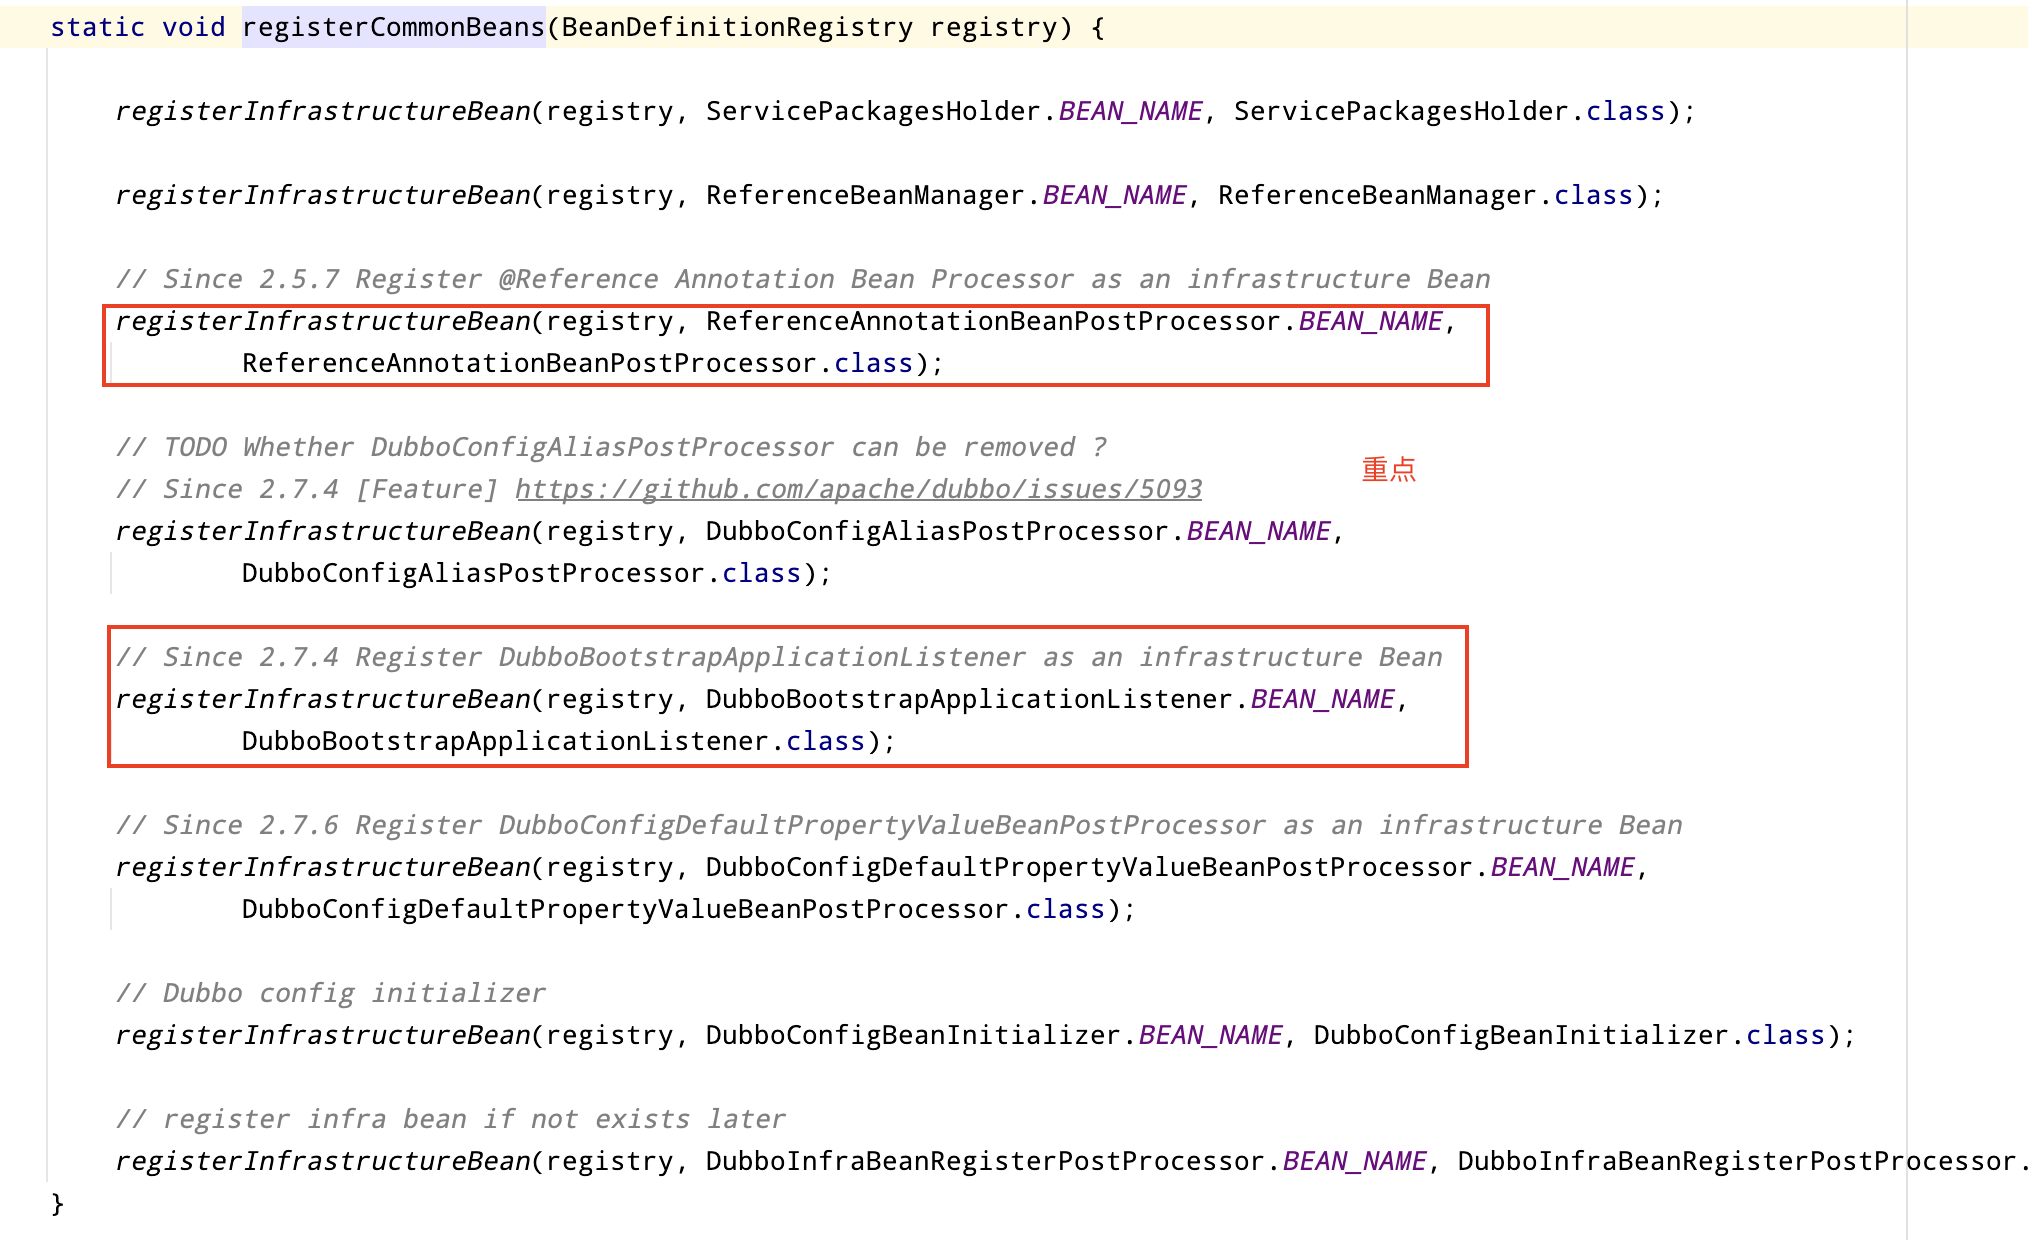 static void registerCommonBeans(BeanDefinitionRegistry registry) {
registerInfrastructureBean(registry, ServicePackagesHolder.BEAN_NAME, ServicePackagesHolder.class);
registerInfrastructureBean(registry, ReferenceBeanManager.BEAN_NAME, ReferenceBeanManager.class);
// Since 2.5.7 Register @Reference Annotation Bean Processor as an infrastructure Bean
registerInfrastructureBean(registry, ReferenceAnnotationBeanPostProcessor.BEAN_NAME,
ReferenceAnnotationBeanPostProcessor.class);
// TODO Whether DubboConfigAliasPostProcessor can be removed ?
重点
// Since 2.7.4 [Feature] https://github.com/apache/dubbo/issues/5093
registerInfrastructureBean(registry, DubboConfigAliasPostProcessor.BEAN_NAME,
DubboConfigAliasPostProcessor.class);
// Since 2.7.4 Register DubboBootstrapApplicationListener as an infrastructure Bean
registerInfrastructureBean(registry, DubboBootstrapApplicationListener.BEAN_NAME,
DubboBootstrapApplicationListener.class);
// Since 2.7.6 Register DubboConfigDefaultPropertyValueBeanPostProcessor as an infrastructure Bean
registerInfrastructureBean(registry, DubboConfigDefaultPropertyValueBeanPostProcessor.BEAN_NAME,
DubboConfigDefaultPropertyValueBeanPostProcessor.class);
// Dubbo config initializer
registerInfrastructureBean(registry, DubboConfigBeanInitializer.BEAN_NAME, DubboConfigBeanInitializer.class);
// register infra bean if not exists later
registerInfrastructureBean(registry, DubboInfraBeanRegisterPostProcessor.BEAN_NAME, DubboInfraBeanRegisterPostProcessor.
}